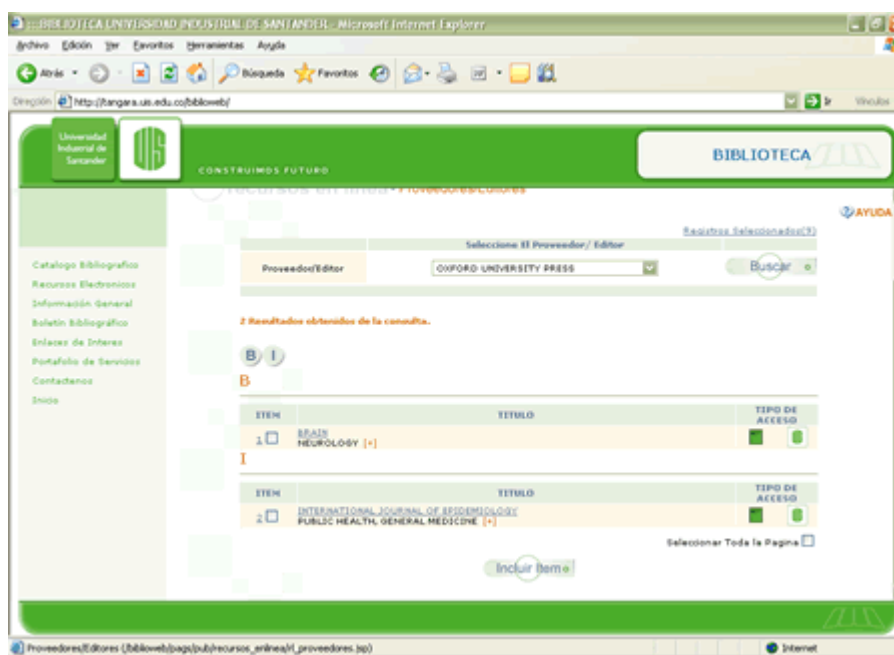 :::BIBLIOTECA UNIVERSIDAD INDUSTRIAL DE SANTANDER - Microsoft Internet Explorer
Archivo Edición Ver Favoritos Herramientas Ayuda
Atrás Búsqueda Favoritos
Dirección http://tangara.uis.edu.co/biblioweb/ Ir Vínculos
Universidad
Industrial de
Santander
UIS
CONSTRUIMOS FUTURO
BIBLIOTECA
recursos en línea - Proveedores/Editores
AYUDA
Registros Seleccionados(9)
Seleccione El Proveedor/ Editor
Proveedor/Editor OXFORD UNIVERSITY PRESS Buscar
Catalogo Bibliografico
Recursos Electronicos
Información General
Boletín Bibliográfico
Enlaces de Interes
Portafolio de Servicios
Contactenos
Inicio
2 Resultados obtenidos de la consulta.
B I
B
ITEM TITULO TIPO DE ACCESO
1 BRAIN
NEUROLOGY [+]
I
ITEM TITULO TIPO DE ACCESO
2 INTERNATIONAL JOURNAL OF EPIDEMIOLOGY
PUBLIC HEALTH, GENERAL MEDICINE [+]
Seleccionar Toda la Pagina
Incluir Item
Proveedores/Editores (/biblioweb/pags/pub/recursos_enlinea/rl_proveedores.jsp) Internet